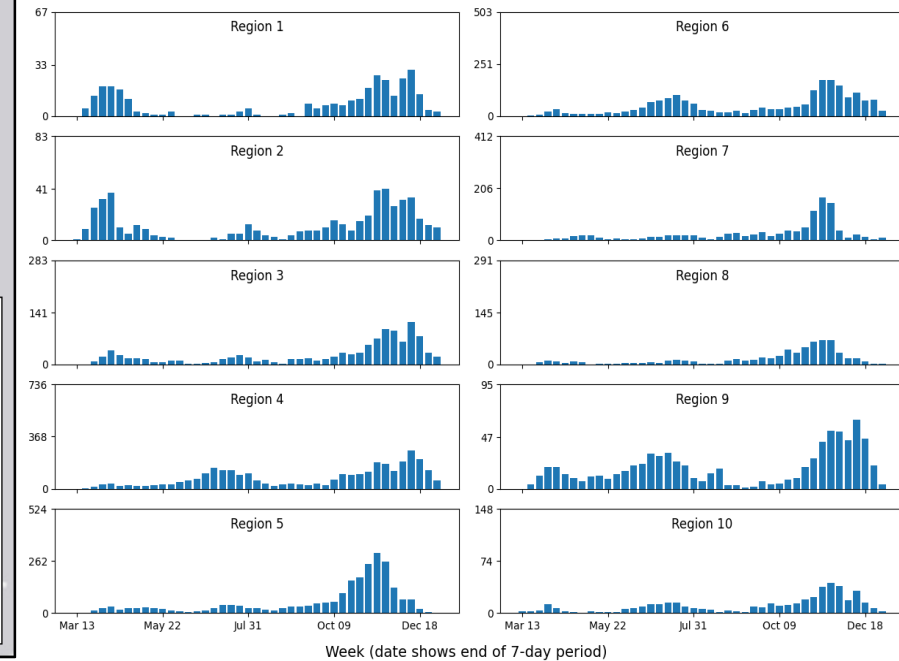 67
33
0
Region 1
83
41
0
Region 2
283
141
0
Region 3
736
368
0
Region 4
524
262
0
Region 5
Mar 13
May 22
Jul 31
Oct 09
Dec 18
503
251
0
Region 6
412
206
0
Region 7
291
145
0
Region 8
95
47
0
Region 9
148
74
0
Region 10
Mar 13
May 22
Jul 31
Oct 09
Dec 18
Week (date shows end of 7-day period)